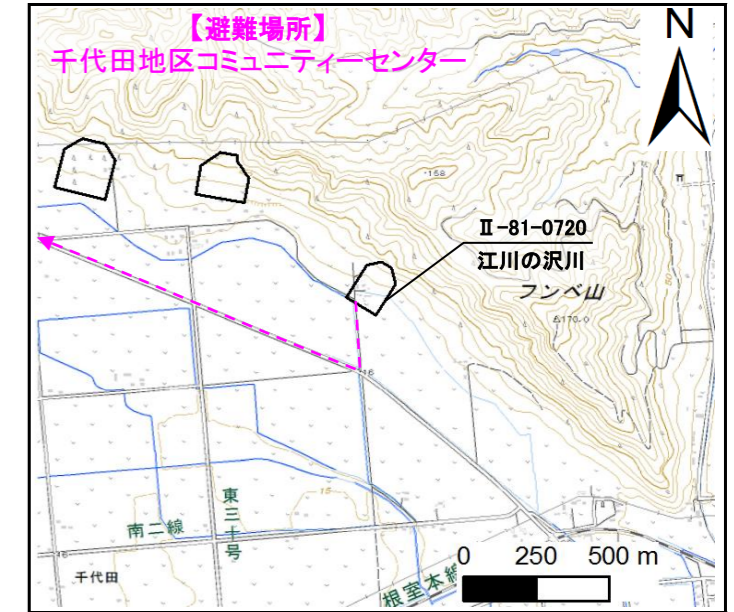 【避難場所】
千代田地区コミュニティーセンター
N
・158
Ⅱ-81-0720
江川の沢川
フンベ山
50
170.0
16
東三十号
15
南二線
千代田
根室本線
0 250 500 m